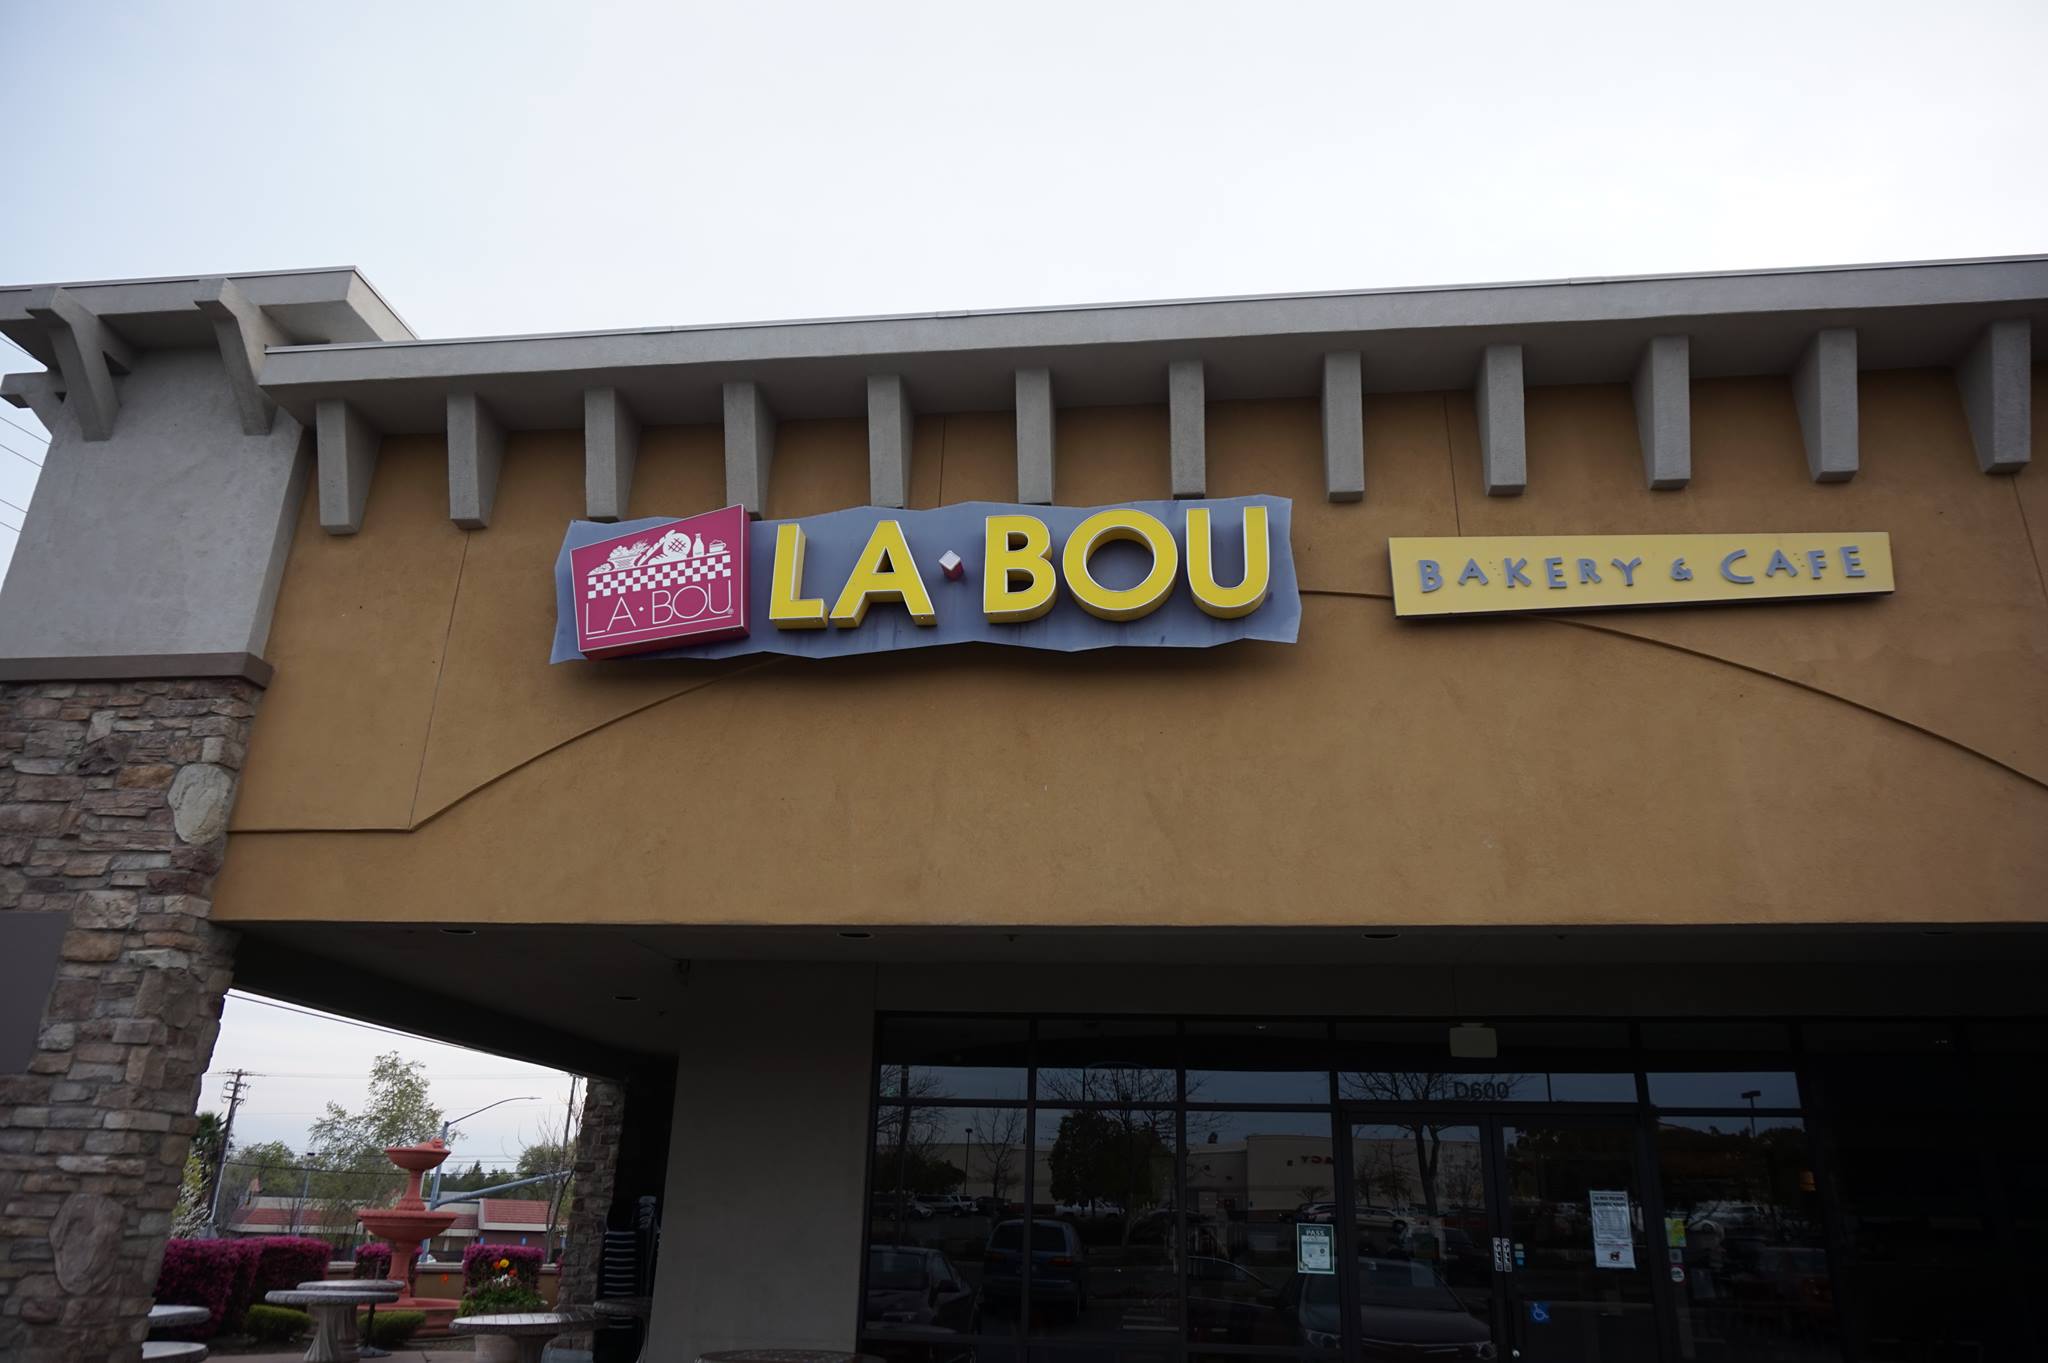 LA·BOU®
LA·BOU
BAKERY & CAFE
D600
PASS